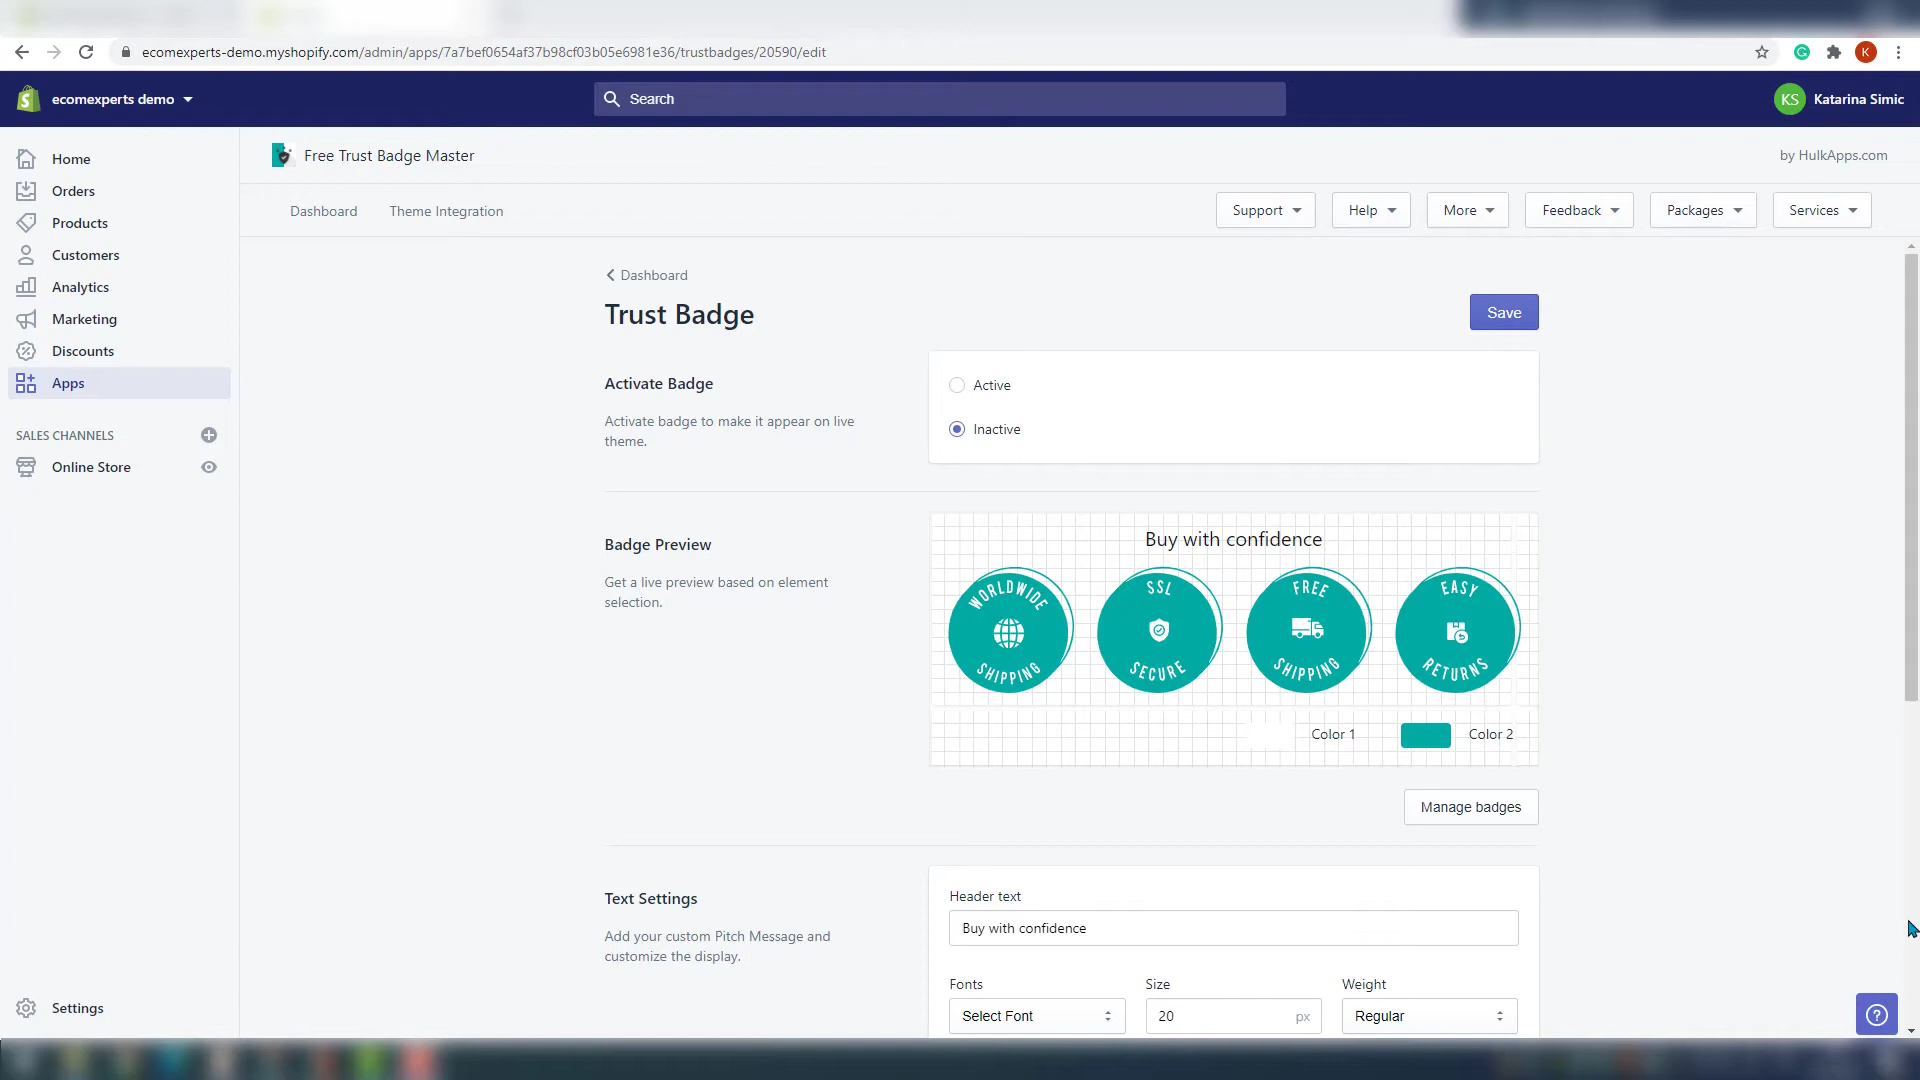 ecomexperts-demo.myshopify.com/admin/apps/7a7bef0654af37b98cf03b05e6981e36/trustbadges/20590/edit
K
ecomexperts demo
Search
KS
Katarina Simic
Home
Orders
Products
Customers
Analytics
Marketing
Discounts
Apps
SALES CHANNELS
Online Store
Settings
Free Trust Badge Master
by HulkApps.com
Dashboard
Theme Integration
Support
Help
More
Feedback
Packages
Services
Dashboard
Trust Badge
Save
Activate Badge
Activate badge to make it appear on live
theme.
Active
Inactive
Badge Preview
Get a live preview based on element
selection.
Buy with confidence
WORLDWIDE
SHIPPING
SSL
SECURE
FREE
SHIPPING
EASY
RETURNS
Color 1
Color 2
Manage badges
Text Settings
Add your custom Pitch Message and
customize the display.
Header text
Buy with confidence
Fonts
Size
Weight
Select Font
20
px
Regular